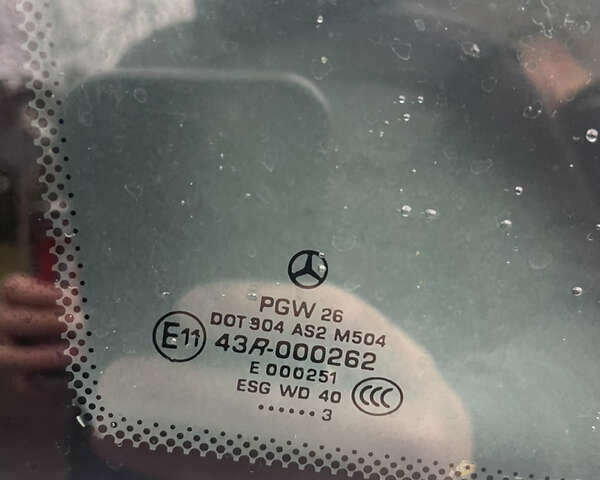 PGW 26
DOT 904 AS2 M504
E11 43R-000262
E 000251
ESG WD 40 CCC
...... 3